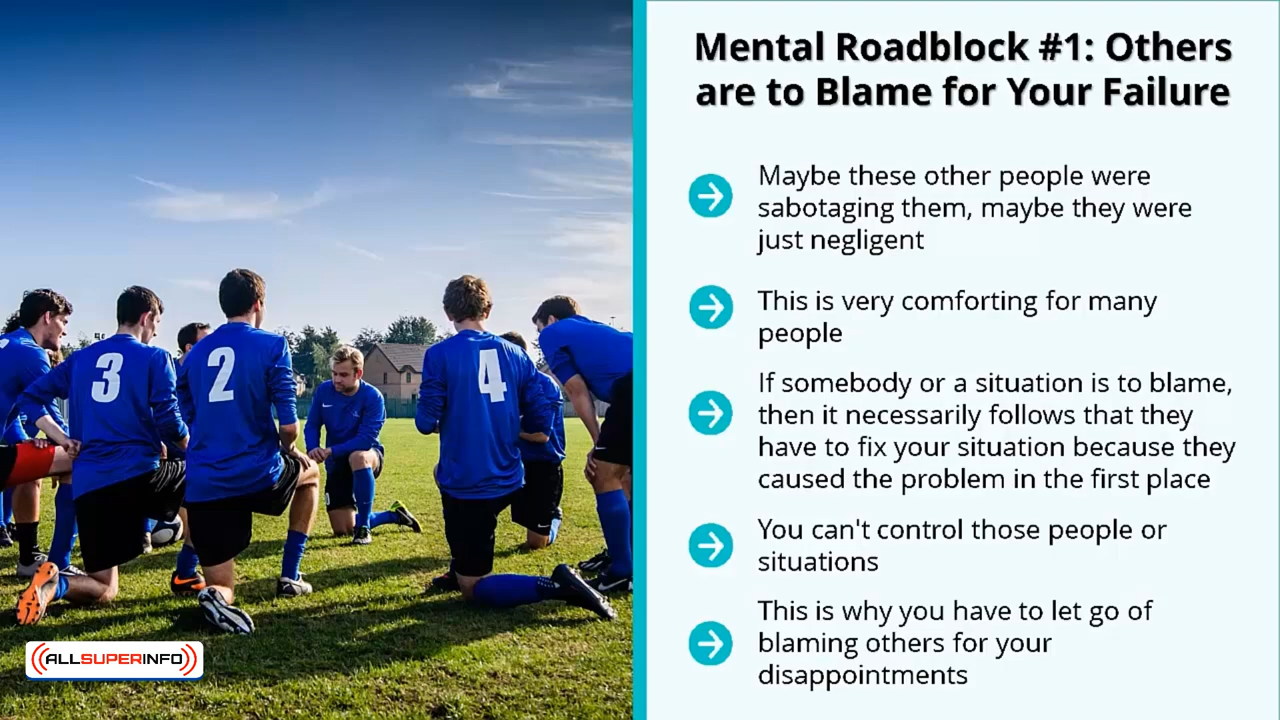 Mental Roadblock #1: Others
are to Blame for Your Failure
Maybe these other people were
sabotaging them, maybe they were
just negligent
This is very comforting for many
people
If somebody or a situation is to blame,
then it necessarily follows that they
have to fix your situation because they
caused the problem in the first place
You can't control those people or
situations
This is why you have to let go of
blaming others for your
disappointments
3
2
4
ALLSUPERINFO